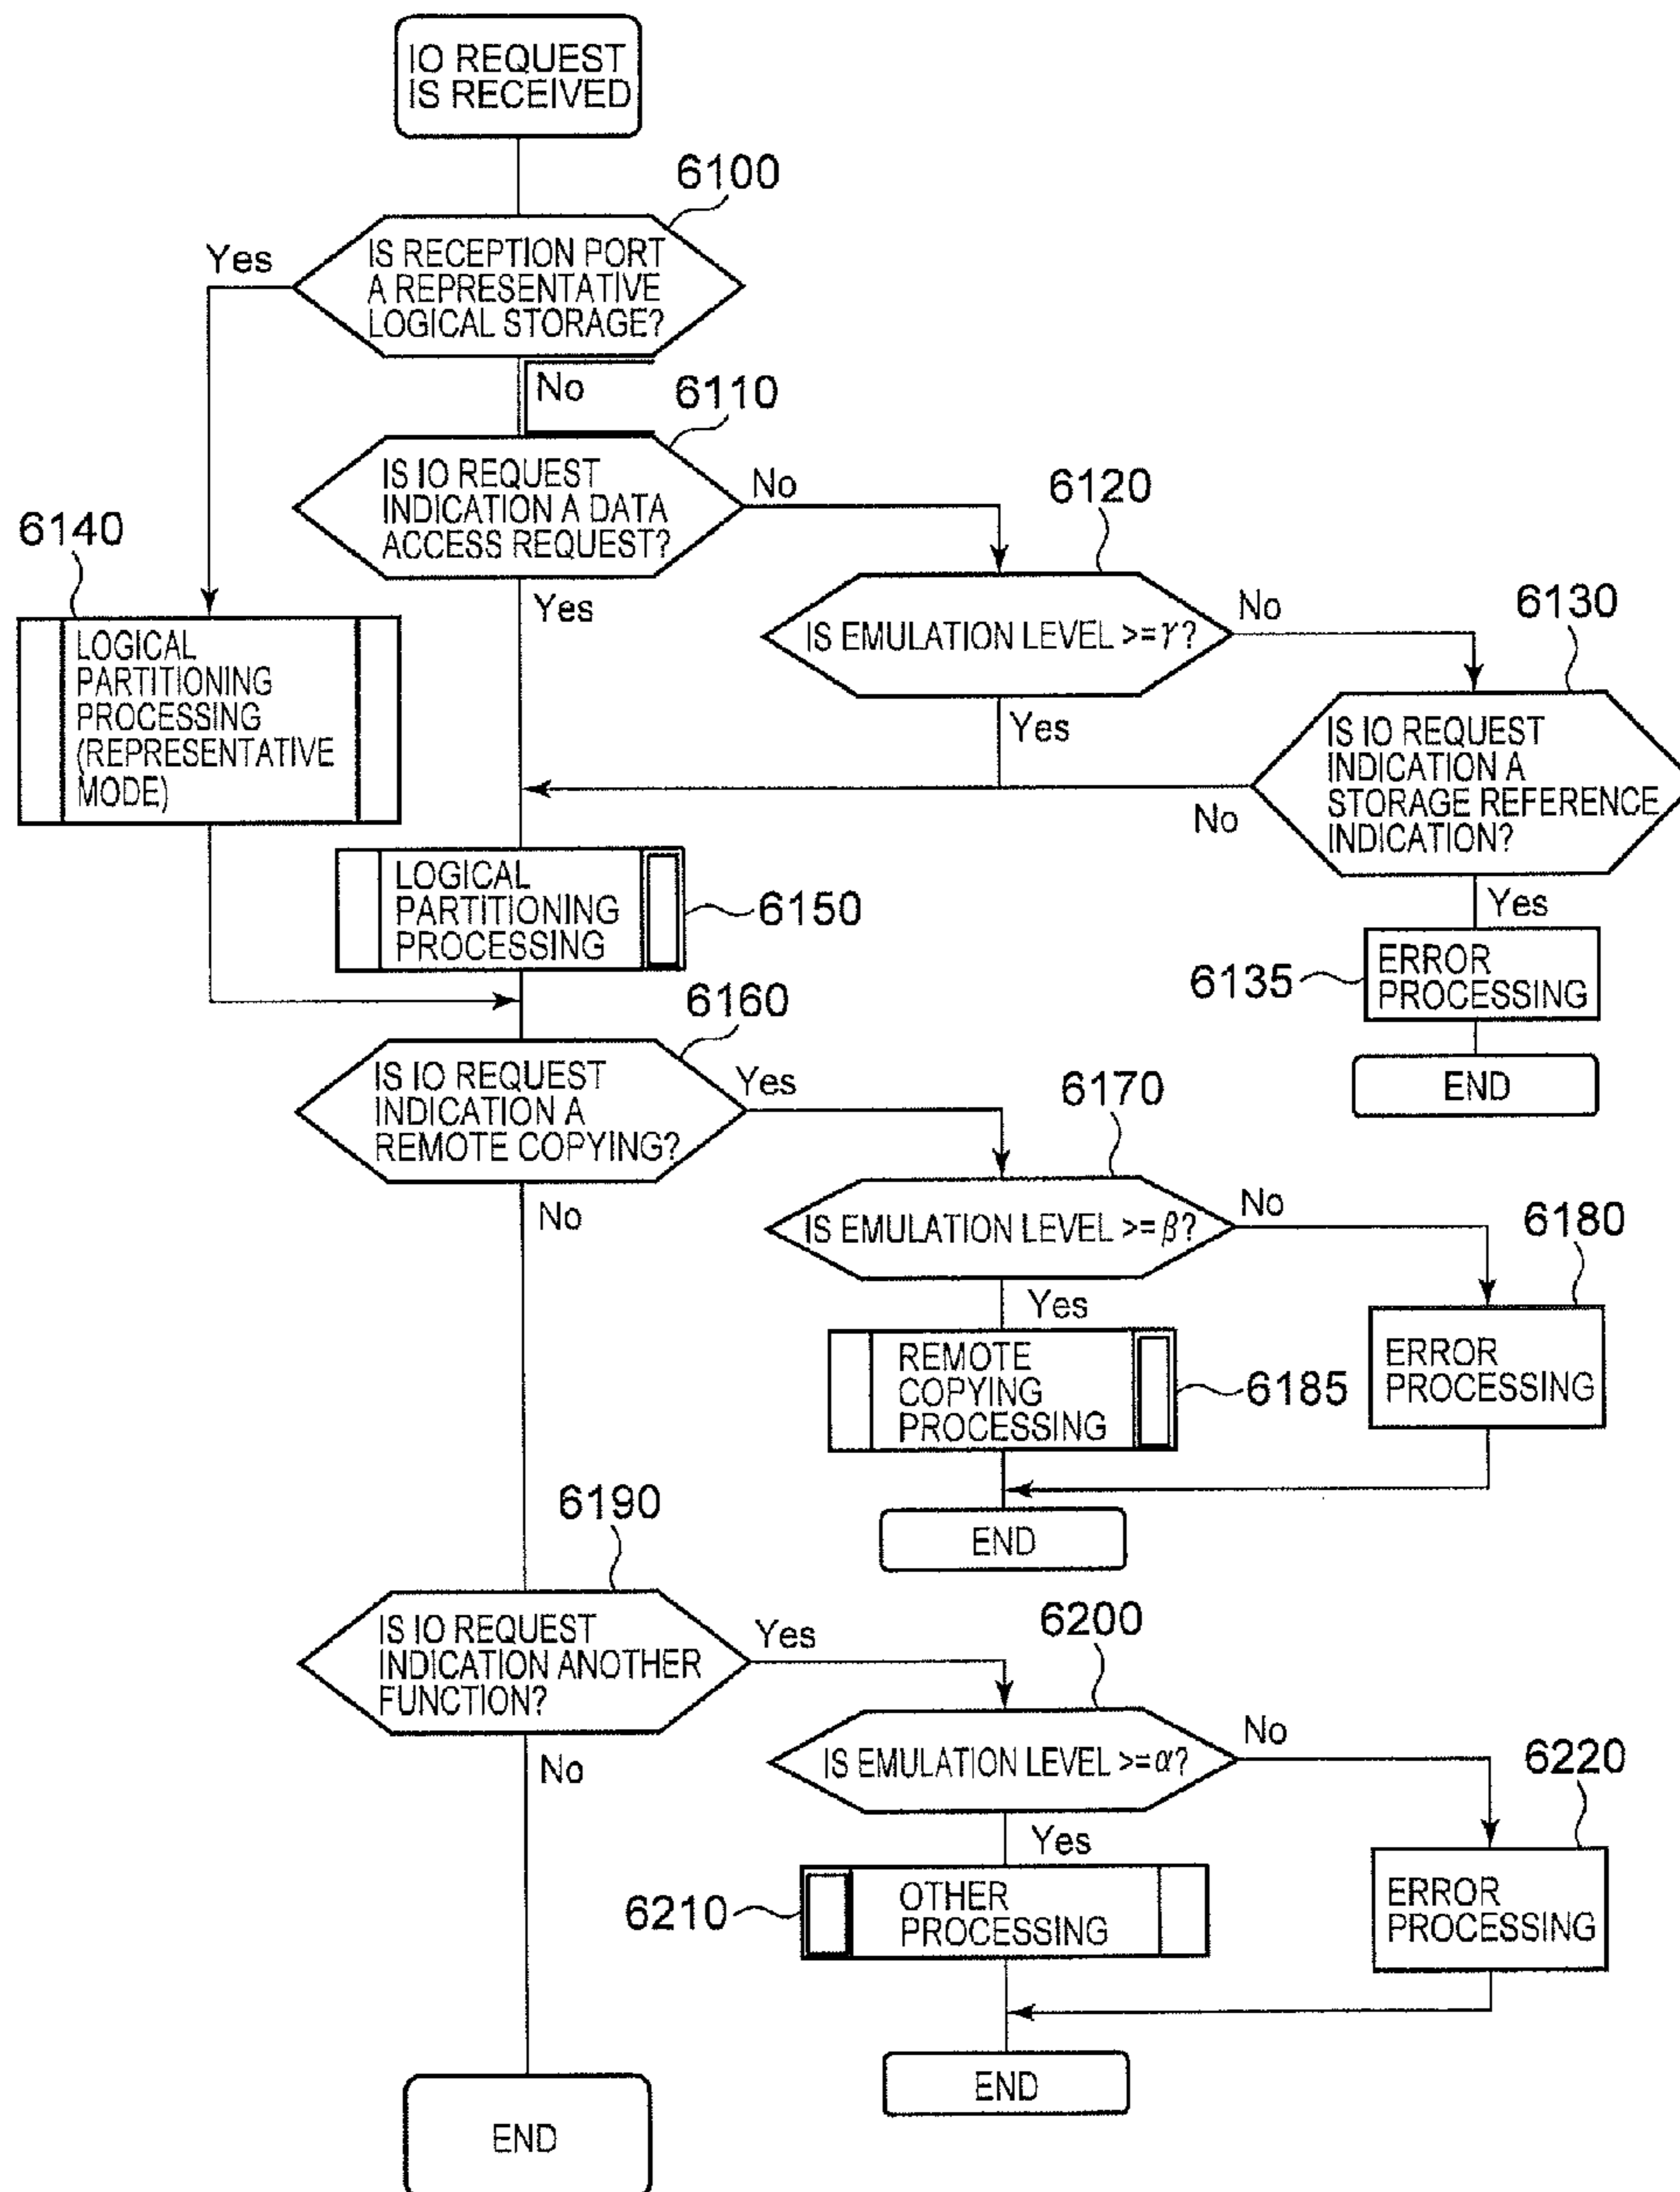 IO REQUEST
IS RECEIVED
6100
Yes
IS RECEPTION PORT
A REPRESENTATIVE
LOGICAL STORAGE?
No
6110
IS IO REQUEST
INDICATION A DATA
ACCESS REQUEST?
No
6120
6140
Yes
IS EMULATION LEVEL >=γ?
No
6130
LOGICAL
PARTITIONING
PROCESSING
(REPRESENTATIVE
MODE)
Yes
IS IO REQUEST
INDICATION A
STORAGE REFERENCE
INDICATION?
No
Yes
LOGICAL
PARTITIONING
PROCESSING
6150
6135
ERROR
PROCESSING
END
6160
IS IO REQUEST
INDICATION A
REMOTE COPYING?
Yes
6170
No
IS EMULATION LEVEL >=β?
No
6180
Yes
REMOTE
COPYING
PROCESSING
6185
ERROR
PROCESSING
END
6190
IS IO REQUEST
INDICATION ANOTHER
FUNCTION?
Yes
6200
No
IS EMULATION LEVEL >=α?
No
6220
Yes
6210
OTHER
PROCESSING
ERROR
PROCESSING
END
END